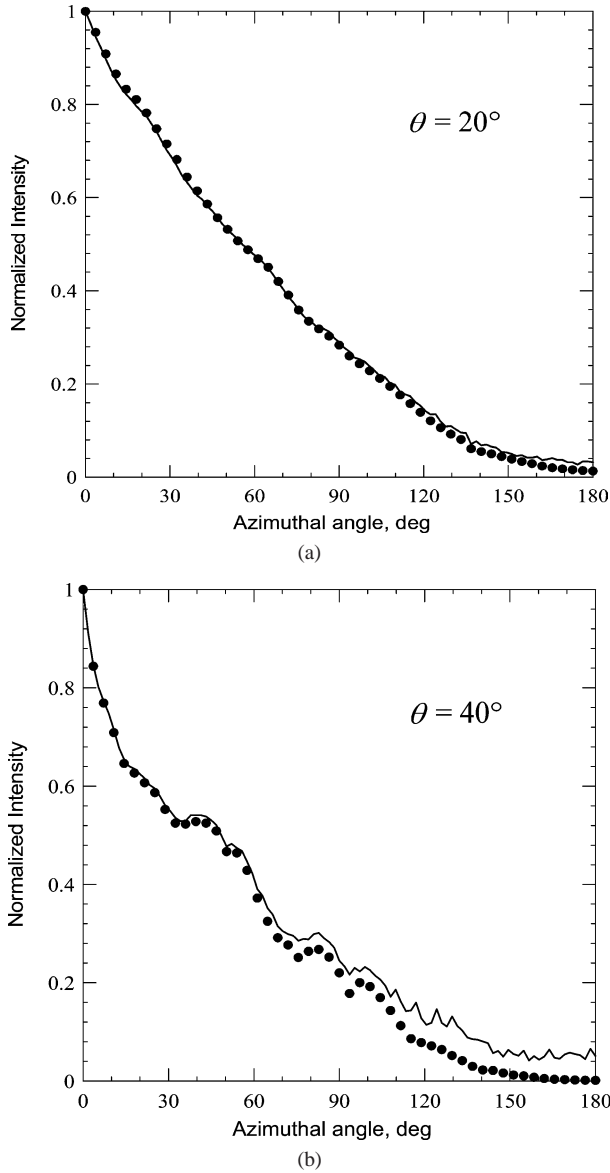 1
0.8
0.6
0.4
0.2
0
Normalized Intensity
θ = 20°
0 30 60 90 120 150 180
Azimuthal angle, deg
(a)
1
0.8
0.6
0.4
0.2
0
Normalized Intensity
θ = 40°
0 30 60 90 120 150 180
Azimuthal angle, deg
(b)